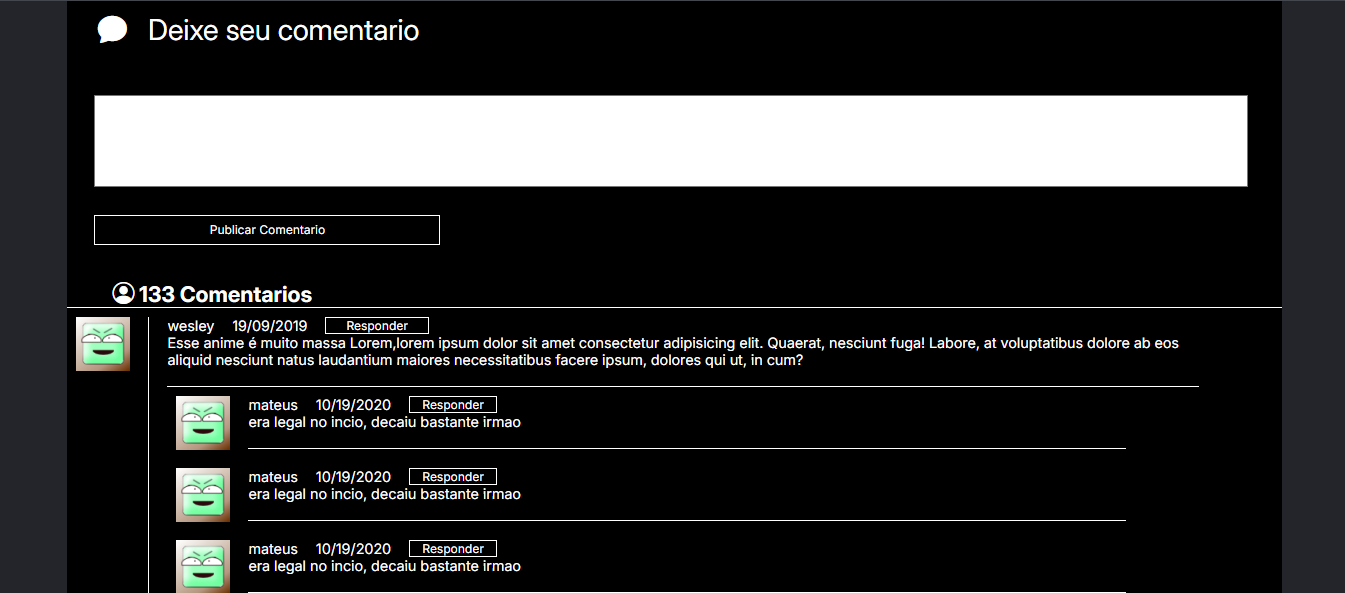 Deixe seu comentario
Publicar Comentario
133 Comentarios
wesley 19/09/2019 Responder
Esse anime é muito massa Lorem,lorem ipsum dolor sit amet consectetur adipisicing elit. Quaerat, nesciunt fuga! Labore, at voluptatibus dolore ab eos
aliquid nesciunt natus laudantium maiores necessitatibus facere ipsum, dolores qui ut, in cum?
mateus 10/19/2020 Responder
era legal no incio, decaiu bastante irmao
mateus 10/19/2020 Responder
era legal no incio, decaiu bastante irmao
mateus 10/19/2020 Responder
era legal no incio, decaiu bastante irmao